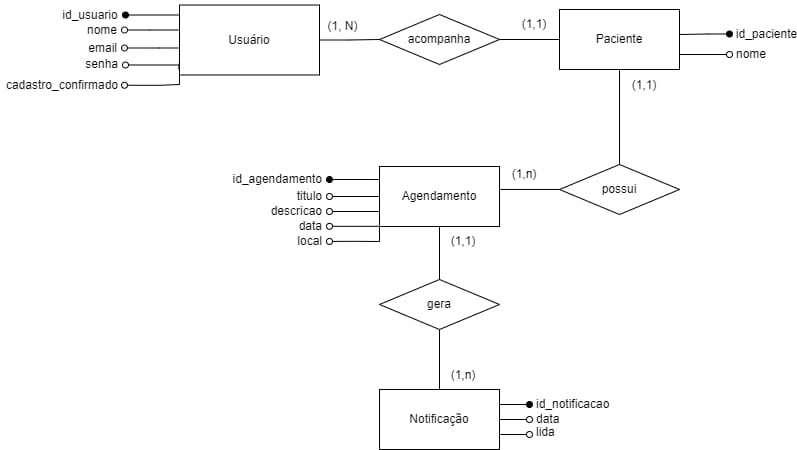 id_usuario
nome
email
senha
cadastro_confirmado
Usuário
(1, N)
acompanha
(1,1)
Paciente
id_paciente
nome
(1,1)
possui
(1,n)
Agendamento
id_agendamento
titulo
descricao
data
local
(1,1)
gera
(1,n)
Notificação
id_notificacao
data
lida